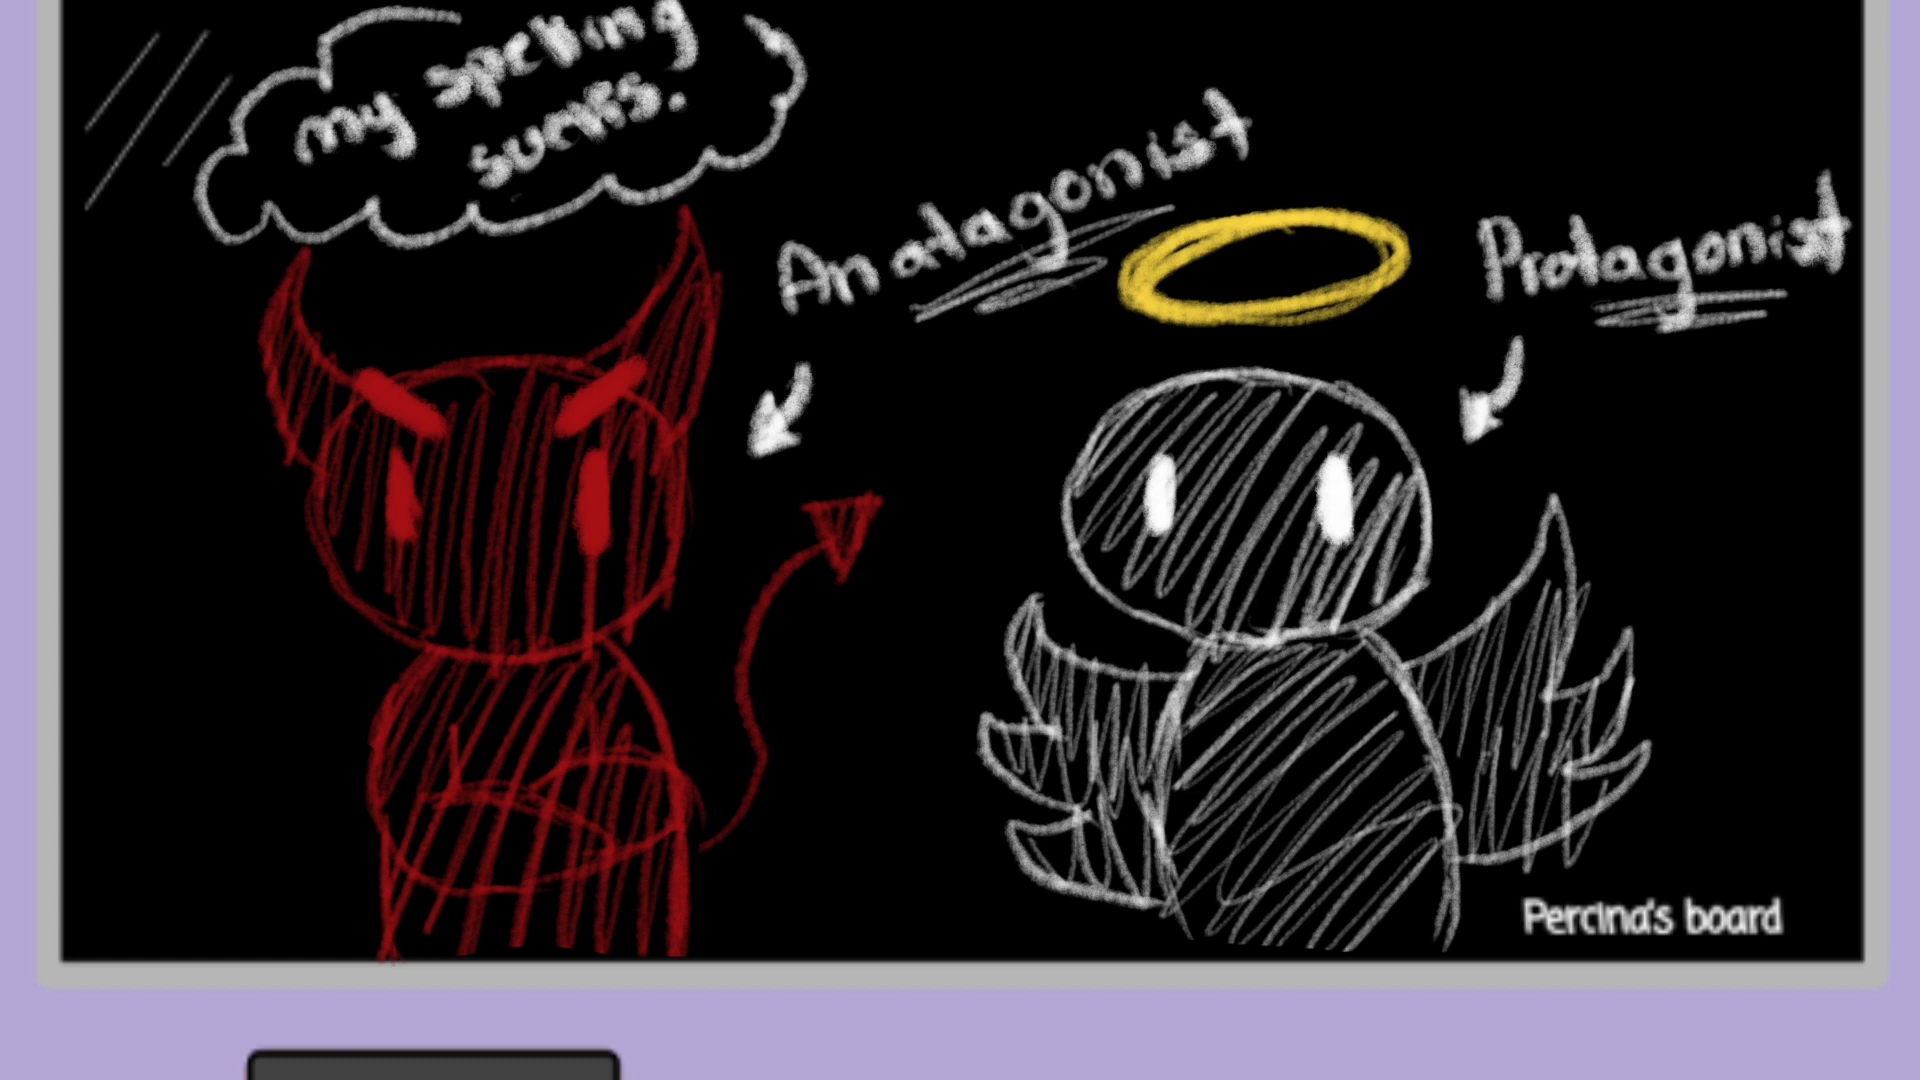 my spelling
sucks.
Anatagonist
Protagonist
Percina's board